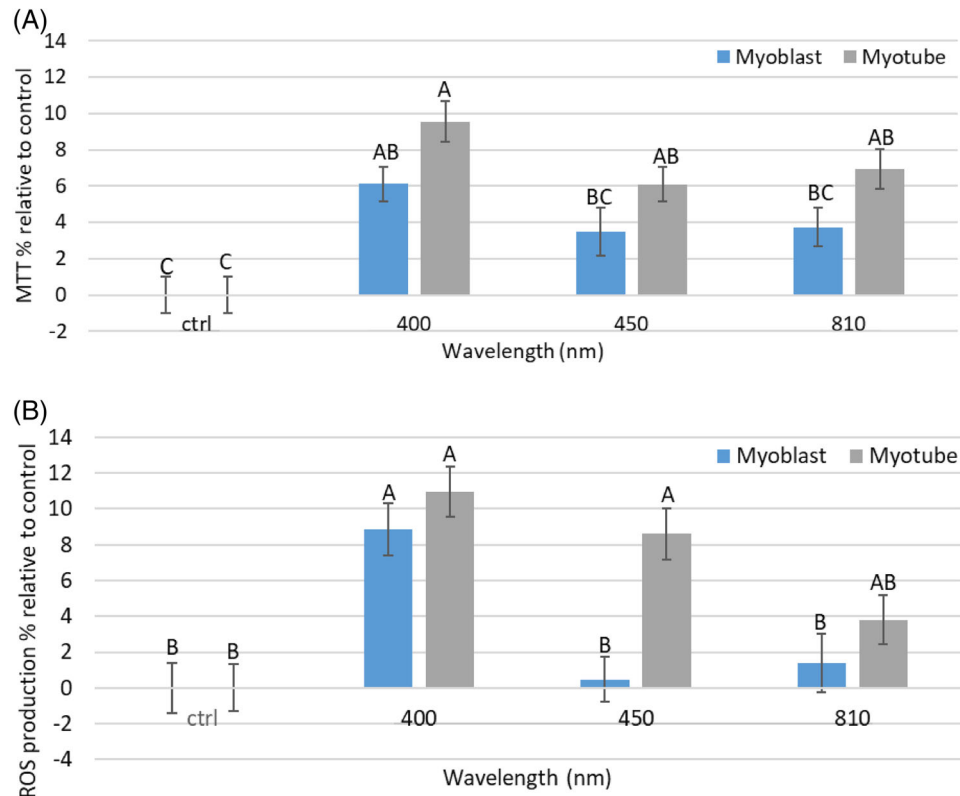 (A)
14
12
10
8
6
4
2
0
-2
MTT % relative to control
Myoblast Myotube
C C AB A BC AB BC AB
ctrl 400 450 810
Wavelength (nm)
(B)
14
12
10
8
6
4
2
0
-2
-4
ROS production % relative to control
Myoblast Myotube
B B A A B A B AB
ctrl 400 450 810
Wavelength (nm)